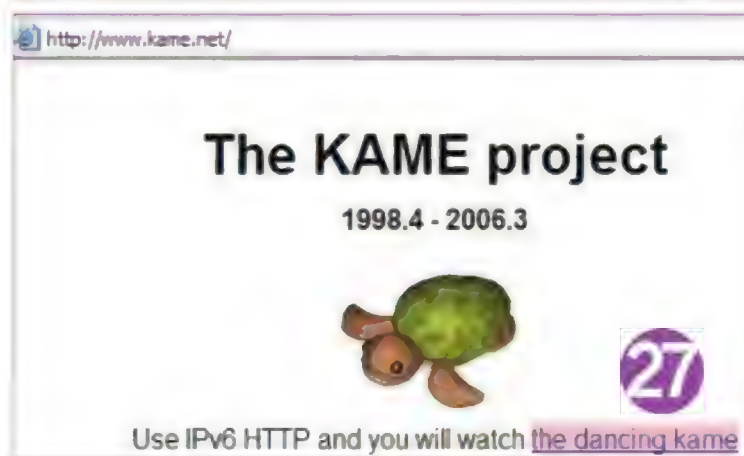 http://www.kame.net/
The KAME project
1998.4 - 2006.3
27
Use IPv6 HTTP and you will watch the dancing kame